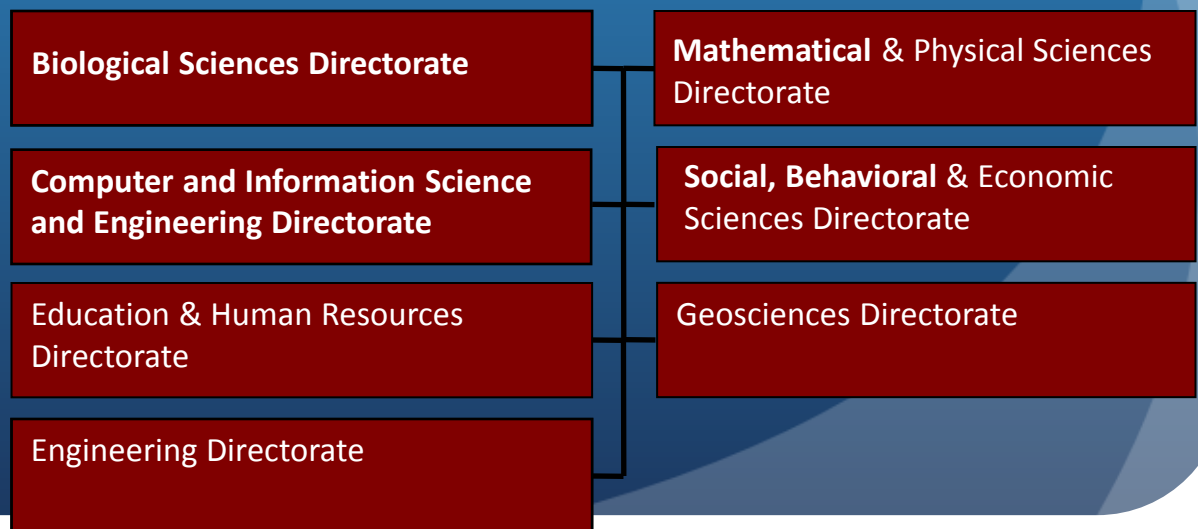 Biological Sciences Directorate
Computer and Information Science
and Engineering Directorate
Education & Human Resources
Directorate
Engineering Directorate
Mathematical & Physical Sciences
Directorate
Social, Behavioral & Economic
Sciences Directorate
Geosciences Directorate